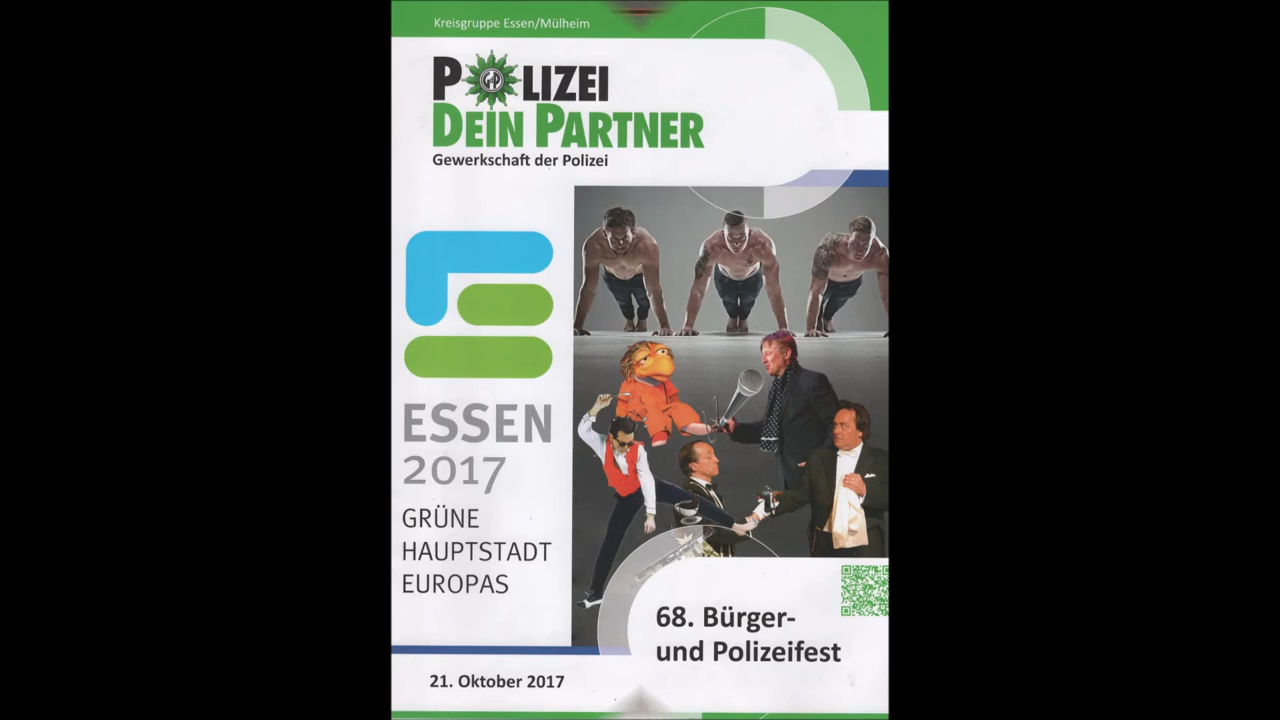 Kreisgruppe Essen/Mülheim
POLIZEI
DEIN PARTNER
Gewerkschaft der Polizei
ESSEN
2017
GRÜNE
HAUPTSTADT
EUROPAS
68. Bürger-
und Polizeifest
21. Oktober 2017